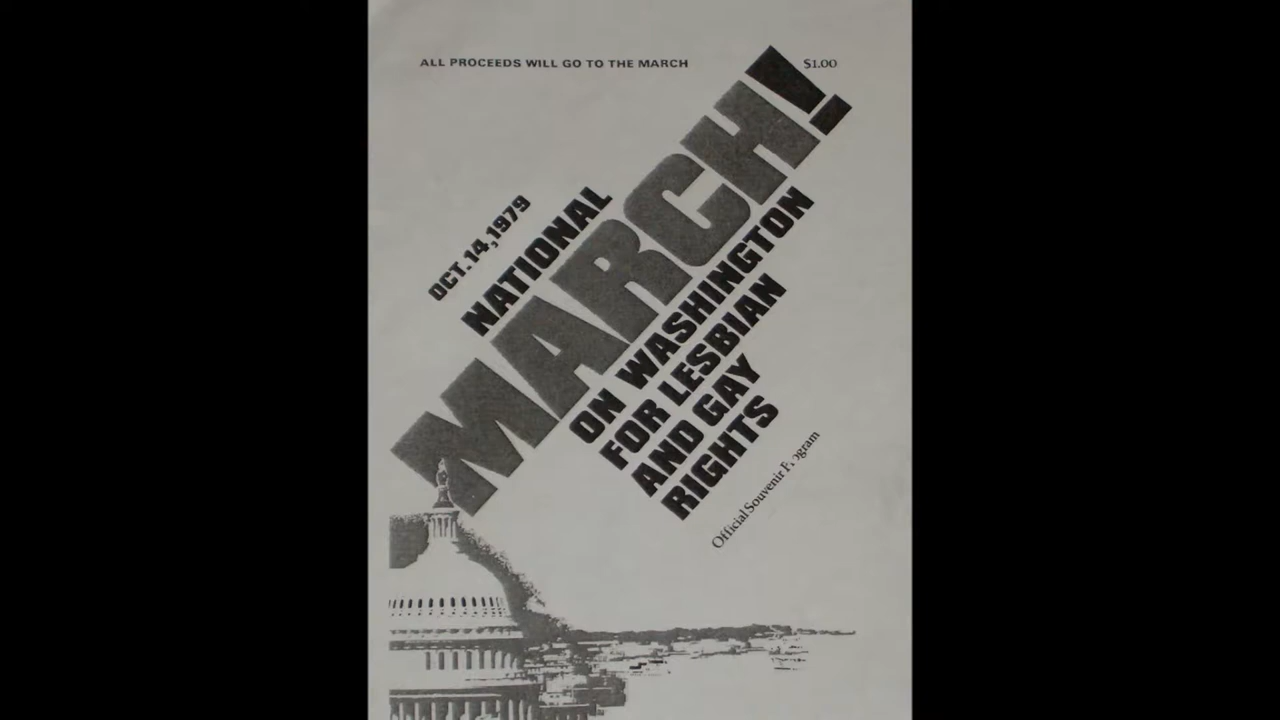 ALL PROCEEDS WILL GO TO THE MARCH
$1.00
OCT. 14, 1979
NATIONAL
MARCH!
ON WASHINGTON
FOR LESBIAN
AND GAY
RIGHTS
Official Souvenir Program